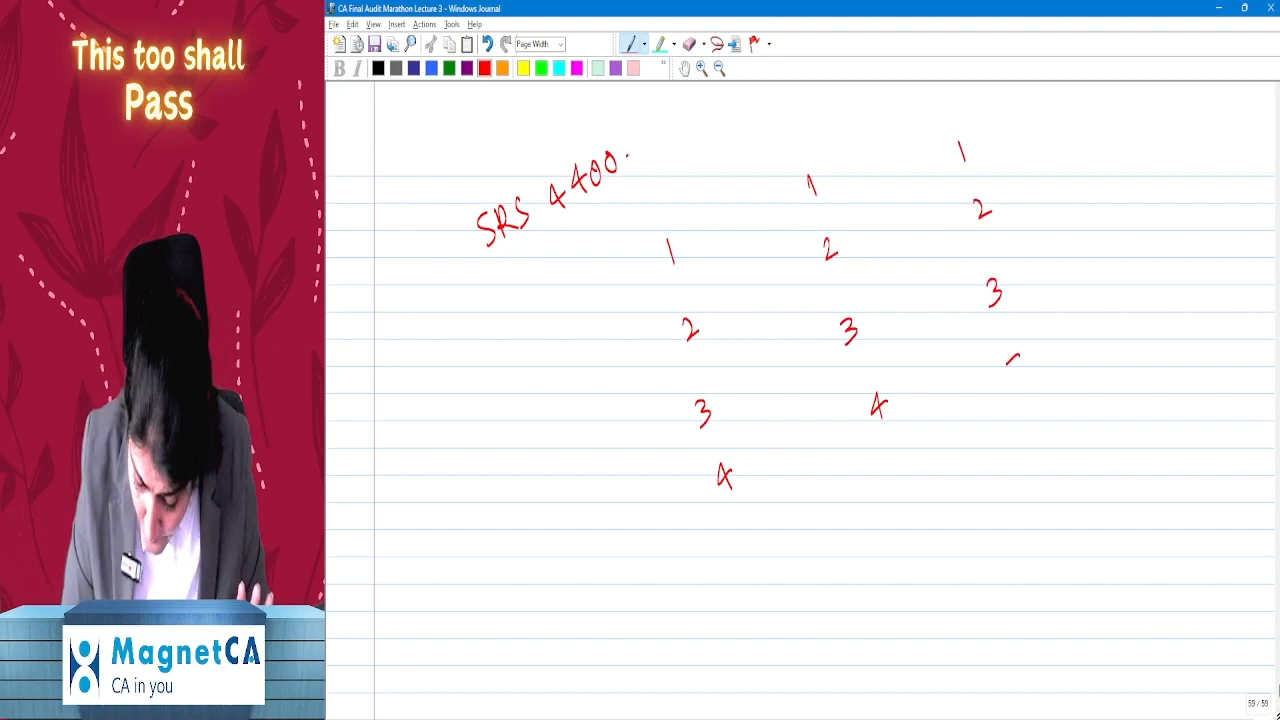 This too shall
Pass
CA Final Audit Marathon Lecture 3 - Windows Journal
File Edit View Insert Actions Tools Help
Page Width
B I
SRS 4400.
1 1 1
2 2 2
3 3 3
4 4
MagnetCA
CA in you
59 / 59